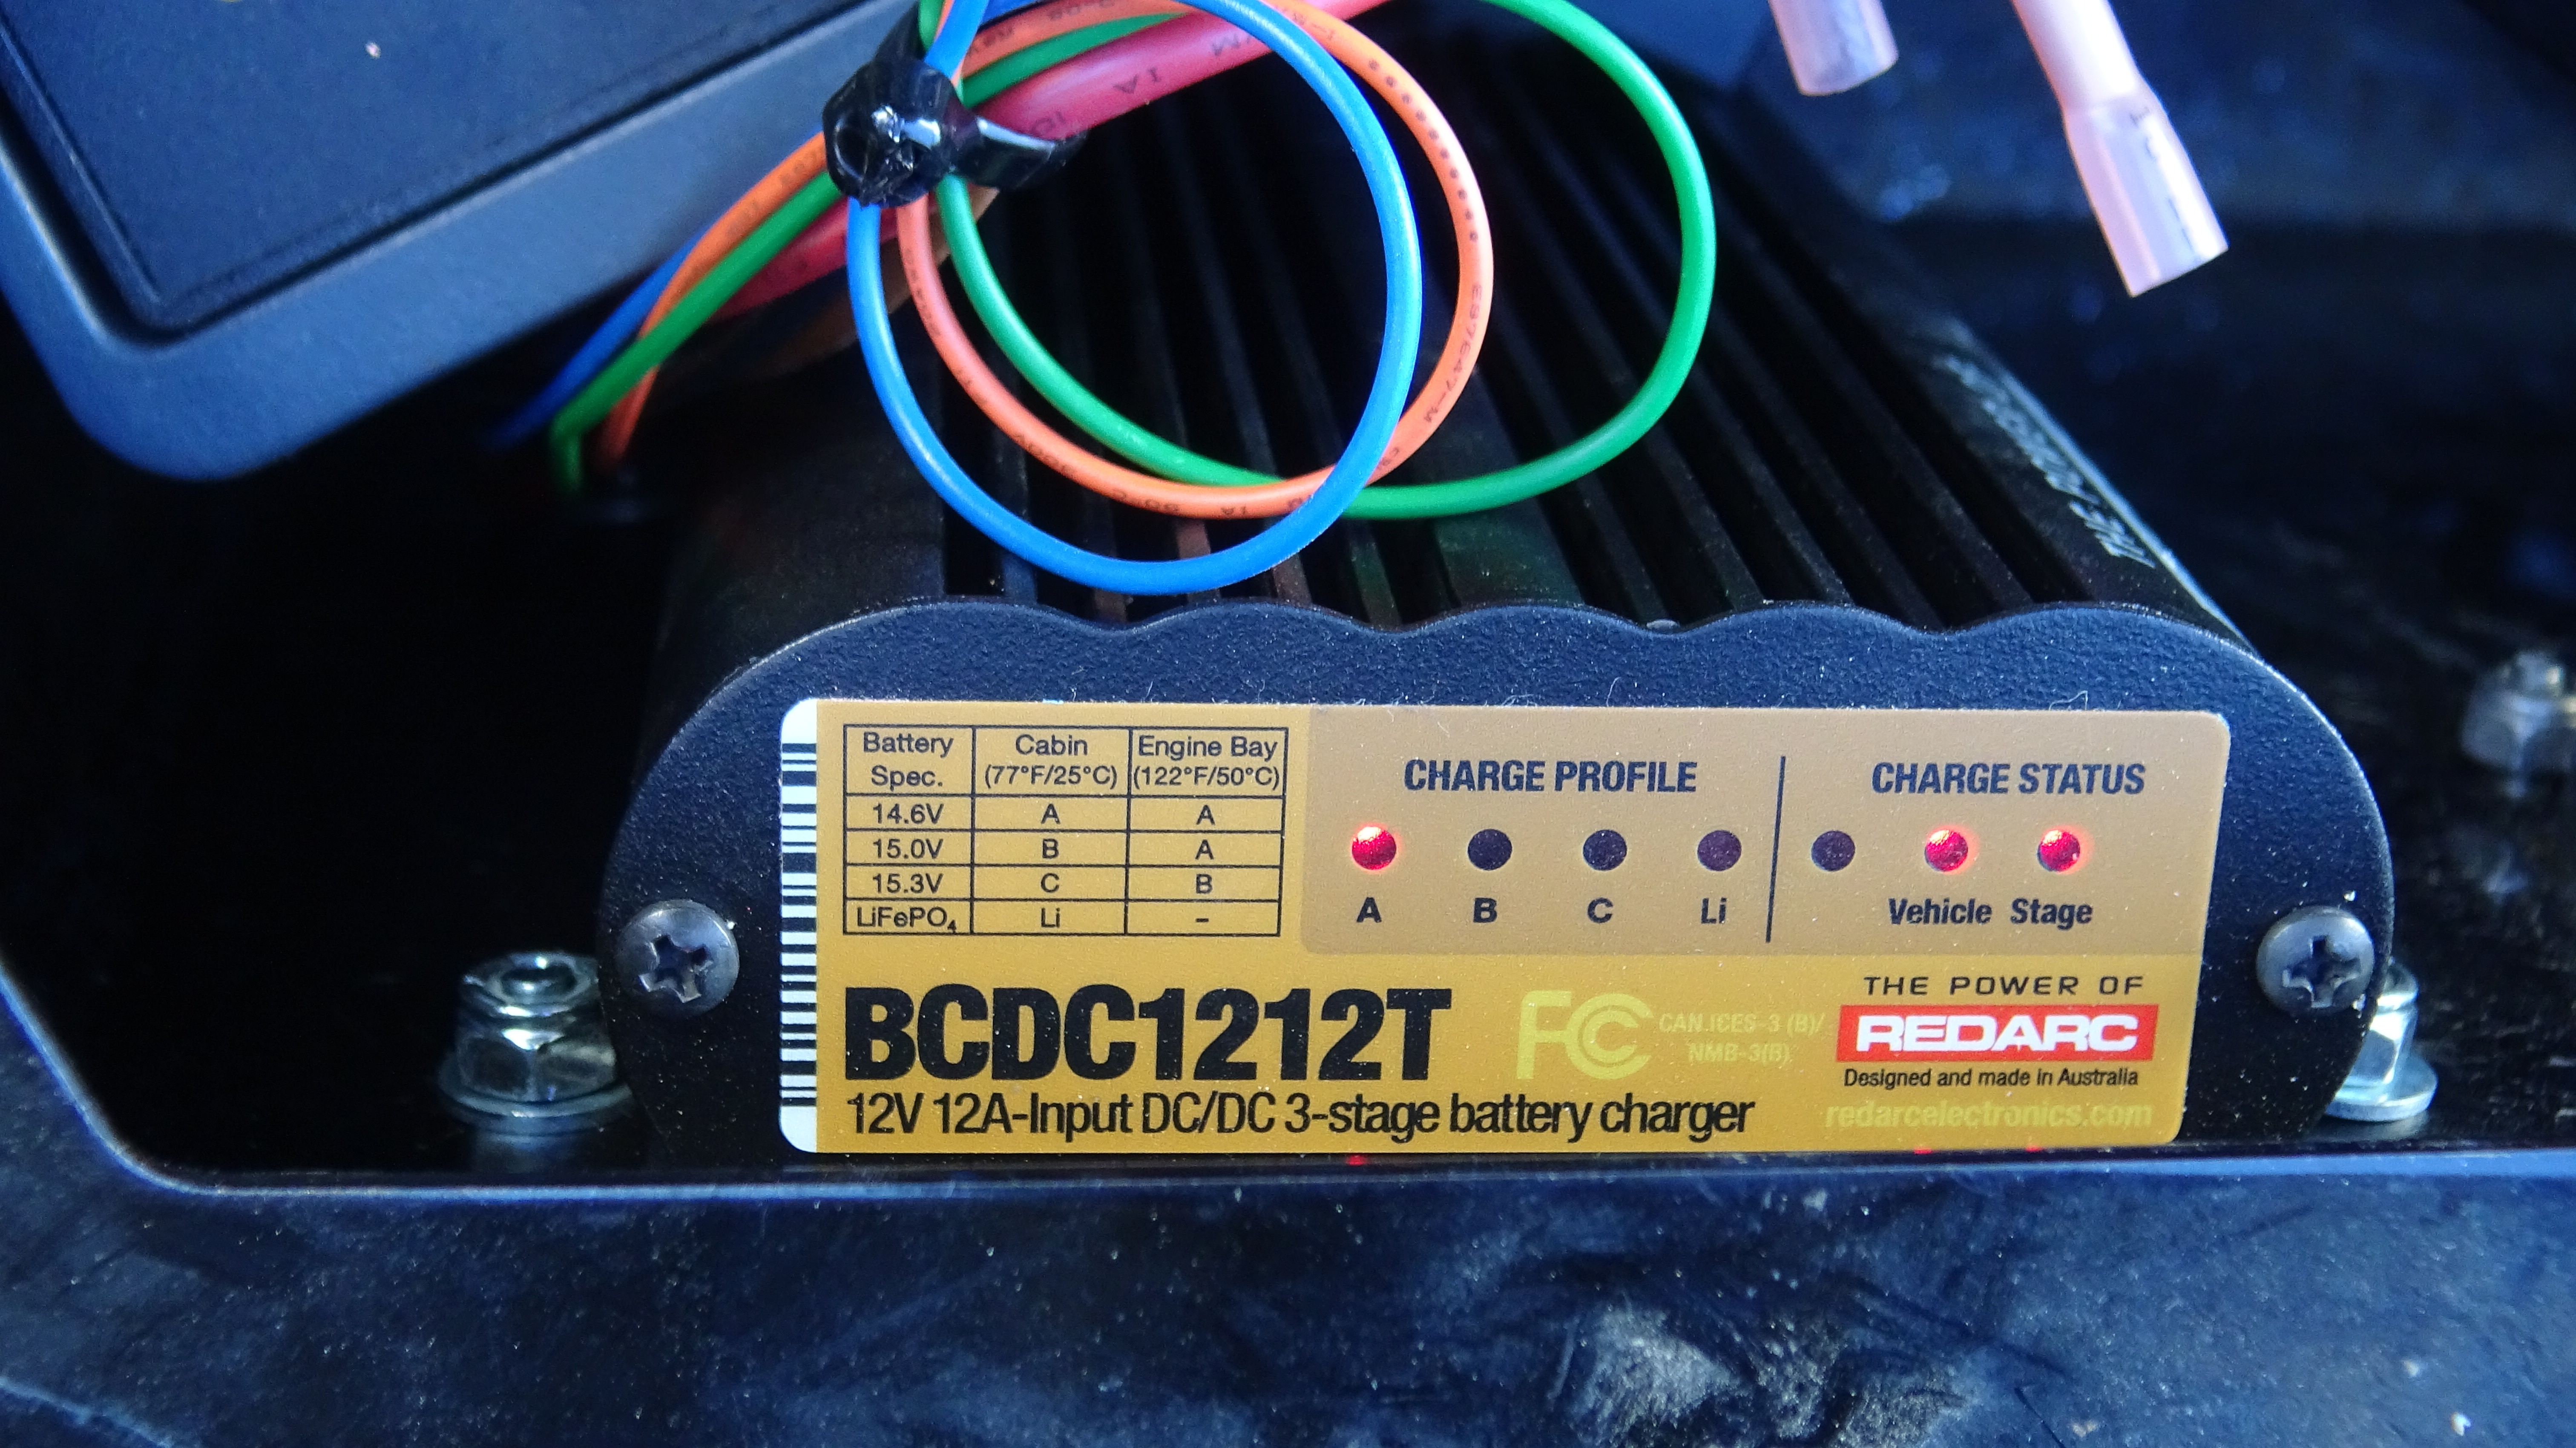 Battery Spec. Cabin (77°F/25°C) Engine Bay (122°F/50°C)
14.6V A A
15.0V B A
15.3V C B
LiFePO₄ Li –
CHARGE PROFILE
A B C Li
CHARGE STATUS
Vehicle Stage
BCDC1212T
12V 12A-Input DC/DC 3-stage battery charger
FC
CAN.ICES-3 (B)/
NMB-3(B)
THE POWER OF
REDARC
Designed and made in Australia
redarcelectronics.com